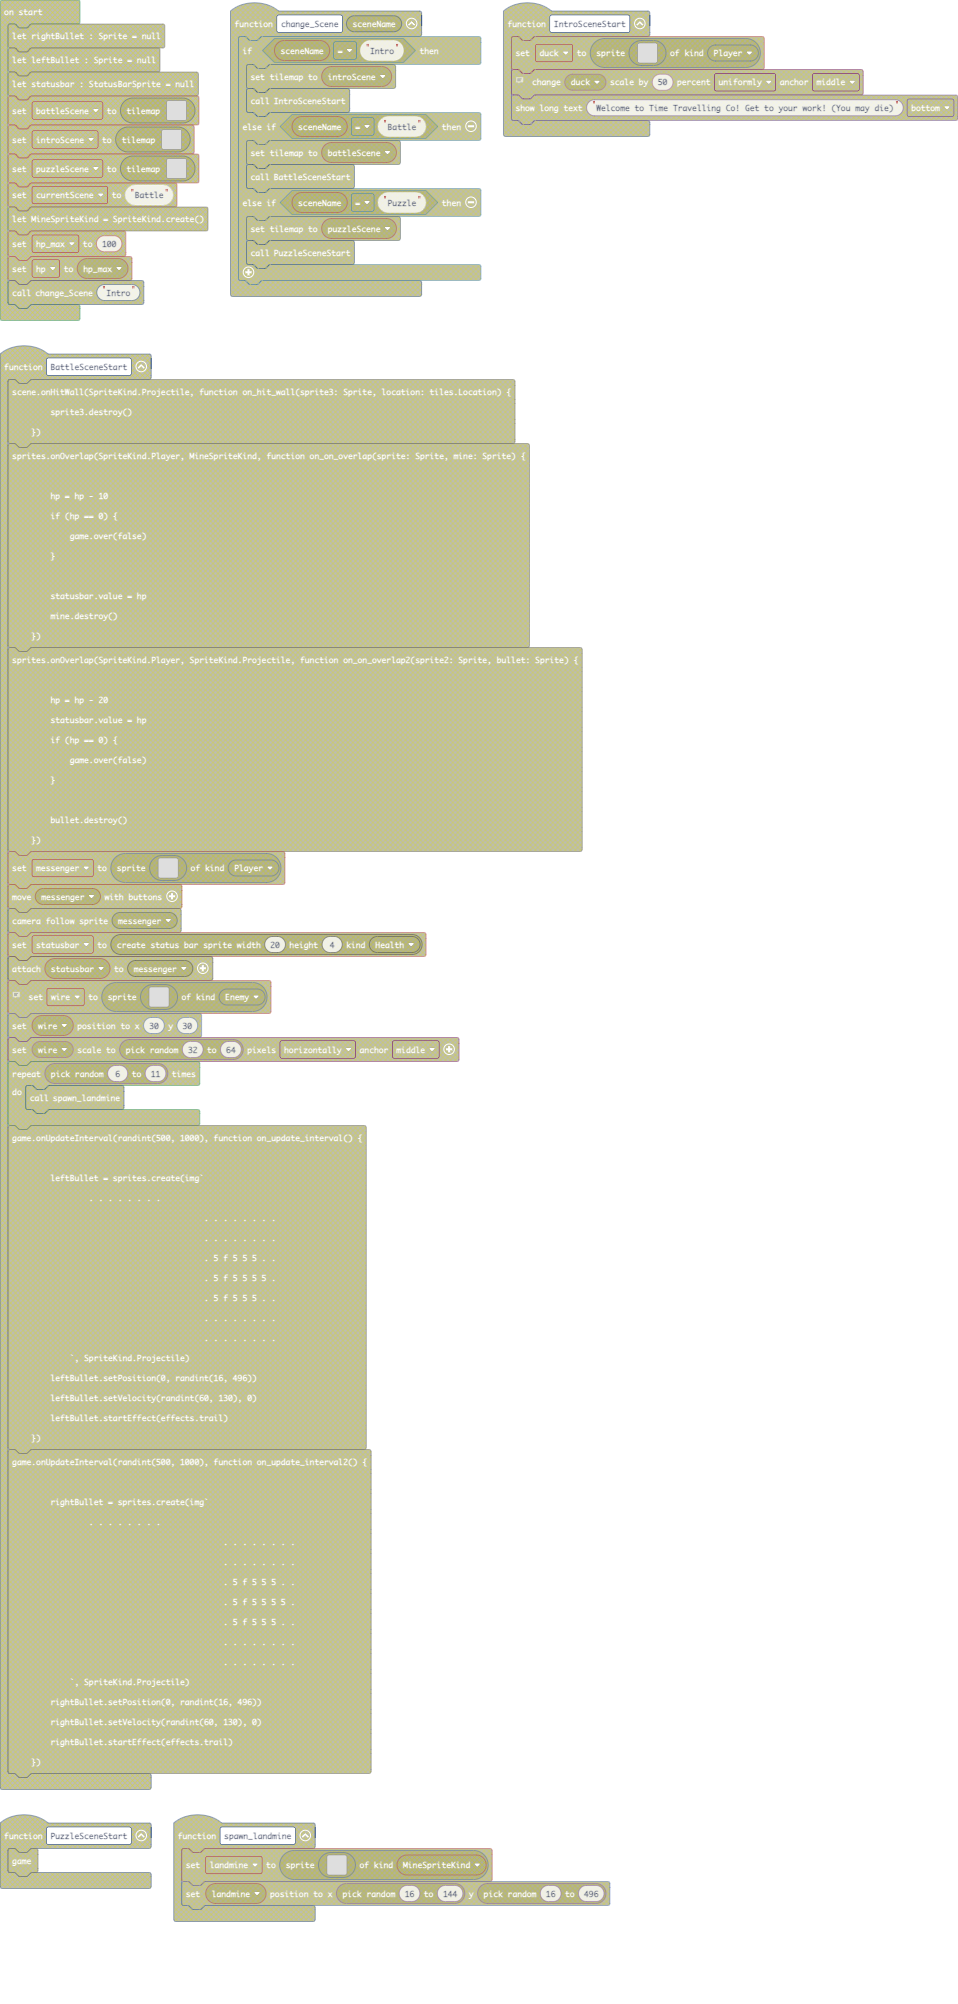 on start
let rightBullet : Sprite = null
let leftBullet : Sprite = null
let statusbar : StatusBarSprite = null
set battleScene to tilemap
set introScene to tilemap
set puzzleScene to tilemap
set currentScene to "Battle"
let MineSpriteKind = SpriteKind.create()
set hp_max to 100
set hp to hp_max
call change_Scene "Intro"
function change_Scene sceneName
if sceneName = "Intro" then
set tilemap to introScene
call IntroSceneStart
else if sceneName = "Battle" then
set tilemap to battleScene
call BattleSceneStart
else if sceneName = "Puzzle" then
set tilemap to puzzleScene
call PuzzleSceneStart
function IntroSceneStart
set duck to sprite of kind Player
change duck scale by 50 percent uniformly anchor middle
show long text "Welcome to Time Travelling Co! Get to your work! (You may die)" bottom
function BattleSceneStart
scene.onHitWall(SpriteKind.Projectile, function on_hit_wall(sprite3: Sprite, location: tiles.Location) {
sprite3.destroy()
})
sprites.onOverlap(SpriteKind.Player, MineSpriteKind, function on_on_overlap(sprite: Sprite, mine: Sprite) {
hp = hp - 10
if (hp == 0) {
game.over(false)
}
statusbar.value = hp
mine.destroy()
})
sprites.onOverlap(SpriteKind.Player, SpriteKind.Projectile, function on_on_overlap2(sprite2: Sprite, bullet: Sprite) {
hp = hp - 20
statusbar.value = hp
if (hp == 0) {
game.over(false)
}
bullet.destroy()
})
set messenger to sprite of kind Player
move messenger with buttons
camera follow sprite messenger
set statusbar to create status bar sprite width 20 height 4 kind Health
attach statusbar to messenger
set wire to sprite of kind Enemy
set wire position to x 30 y 30
set wire scale to pick random 32 to 64 pixels horizontally anchor middle
repeat pick random 6 to 11 times
do call spawn_landmine
game.onUpdateInterval(randint(500, 1000), function on_update_interval() {
leftBullet = sprites.create(img`
. . . . . . . .
. . . . . . . .
. . . . . . . .
. 5 f 5 5 5 . .
. 5 f 5 5 5 5 .
. 5 f 5 5 5 . .
. . . . . . . .
. . . . . . . .
`, SpriteKind.Projectile)
leftBullet.setPosition(0, randint(16, 496))
leftBullet.setVelocity(randint(60, 130), 0)
leftBullet.startEffect(effects.trail)
})
game.onUpdateInterval(randint(500, 1000), function on_update_interval2() {
rightBullet = sprites.create(img`
. . . . . . . .
. . . . . . . .
. . . . . . . .
. 5 f 5 5 5 . .
. 5 f 5 5 5 5 .
. 5 f 5 5 5 . .
. . . . . . . .
. . . . . . . .
`, SpriteKind.Projectile)
rightBullet.setPosition(0, randint(16, 496))
rightBullet.setVelocity(randint(60, 130), 0)
rightBullet.startEffect(effects.trail)
})
function PuzzleSceneStart
game
function spawn_landmine
set landmine to sprite of kind MineSpriteKind
set landmine position to x pick random 16 to 144 y pick random 16 to 496